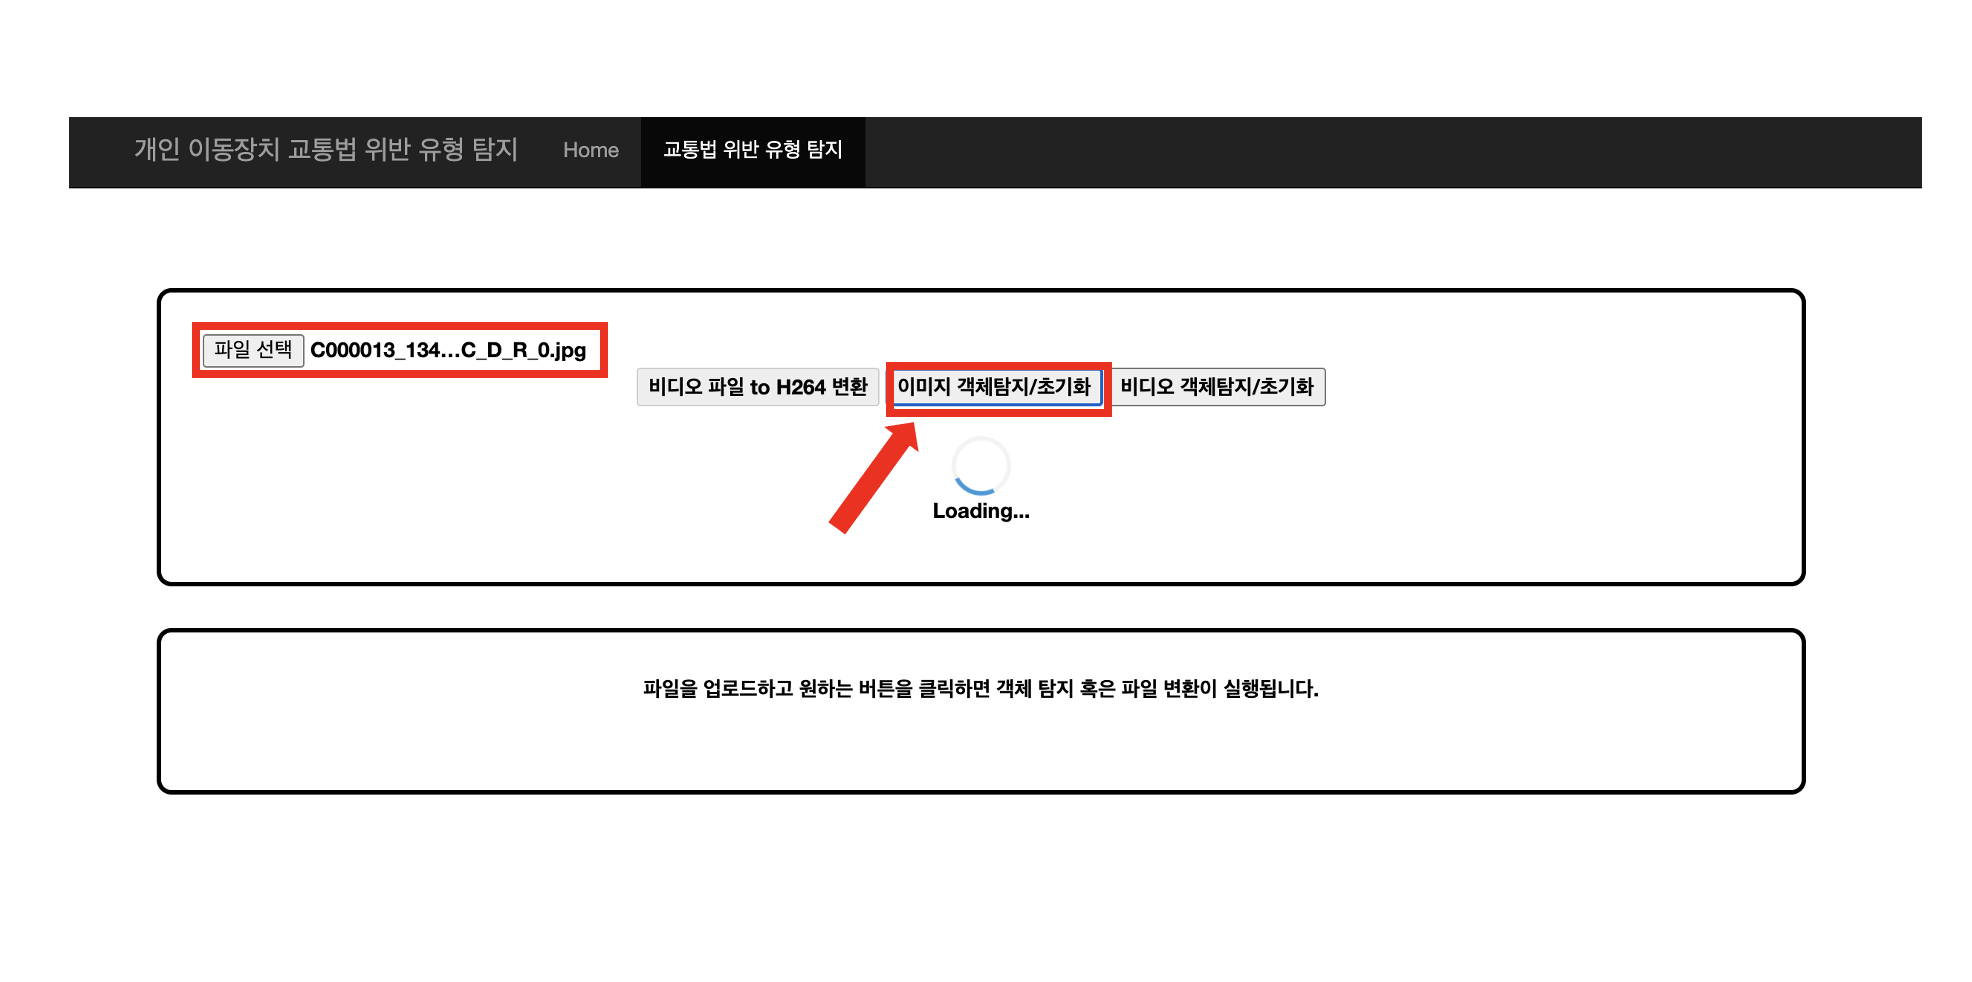 개인 이동장치 교통법 위반 유형 탐지 Home 교통법 위반 유형 탐지
파일 선택 C000013_134...C_D_R_0.jpg
비디오 파일 to H264 변환 이미지 객체탐지/초기화 비디오 객체탐지/초기화
Loading...
파일을 업로드하고 원하는 버튼을 클릭하면 객체 탐지 혹은 파일 변환이 실행됩니다.